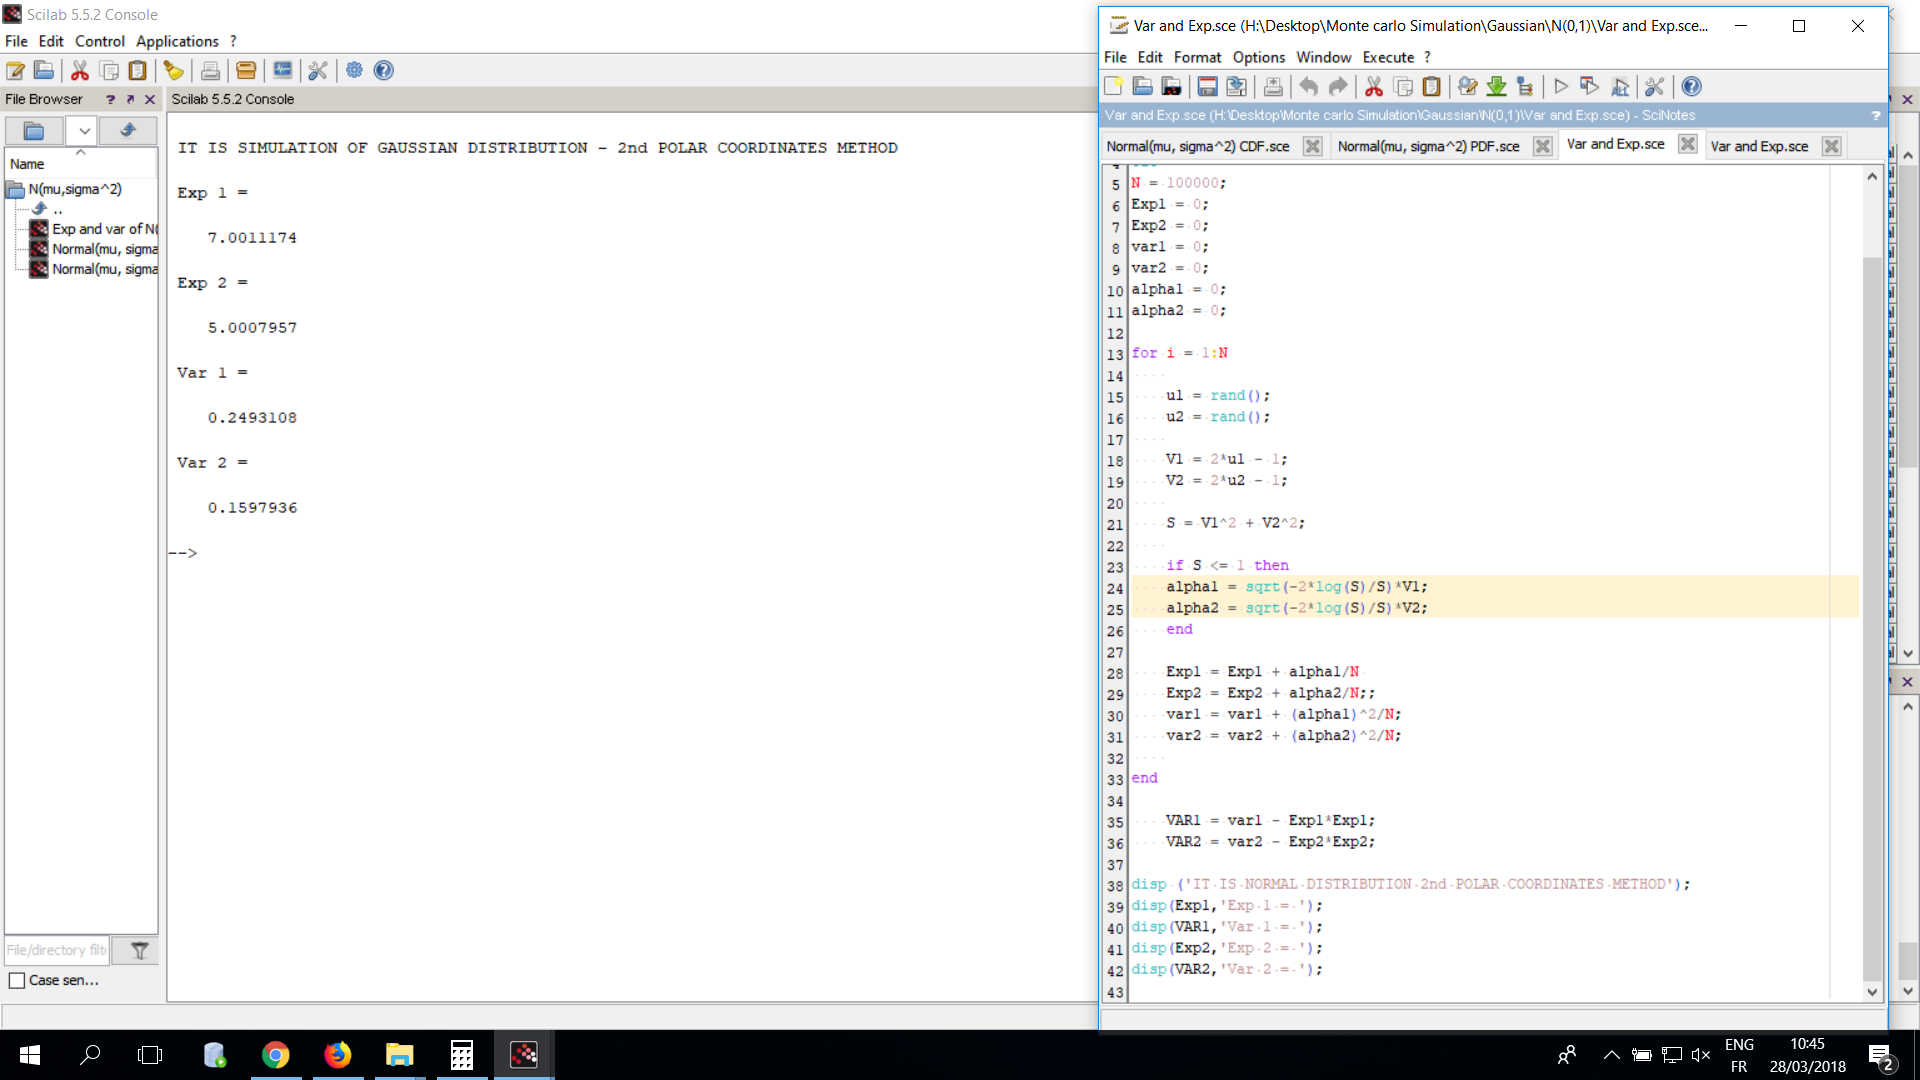 Scilab 5.5.2 Console
File Edit Control Applications ?
File Browser ? Scilab 5.5.2 Console
Name
N(mu,sigma^2)
..
Exp and var of N(
Normal(mu, sigma
Normal(mu, sigma
File/directory filt
Case sen...
IT IS SIMULATION OF GAUSSIAN DISTRIBUTION - 2nd POLAR COORDINATES METHOD
Exp 1 =
7.0011174
Exp 2 =
5.0007957
Var 1 =
0.2493108
Var 2 =
0.1597936
-->
Var and Exp.sce (H:\Desktop\Monte carlo Simulation\Gaussian\N(0,1)\Var and Exp.sce...
File Edit Format Options Window Execute ?
Var and Exp.sce (H:\Desktop\Monte carlo Simulation\Gaussian\N(0,1)\Var and Exp.sce) - SciNotes ?
Normal(mu, sigma^2) CDF.sce Normal(mu, sigma^2) PDF.sce Var and Exp.sce Var and Exp.sce
5 N = 100000;
6 Exp1 = 0;
7 Exp2 = 0;
8 var1 = 0;
9 var2 = 0;
10 alpha1 = 0;
11 alpha2 = 0;
12
13 for i = 1:N
14
15 u1 = rand();
16 u2 = rand();
17
18 V1 = 2*u1 - 1;
19 V2 = 2*u2 - 1;
20
21 S = V1^2 + V2^2;
22
23 if S <= 1 then
24 alpha1 = sqrt(-2*log(S)/S)*V1;
25 alpha2 = sqrt(-2*log(S)/S)*V2;
26 end
27
28 Exp1 = Exp1 + alpha1/N
29 Exp2 = Exp2 + alpha2/N;;
30 var1 = var1 + (alpha1)^2/N;
31 var2 = var2 + (alpha2)^2/N;
32
33 end
34
35 VAR1 = var1 - Exp1*Exp1;
36 VAR2 = var2 - Exp2*Exp2;
37
38 disp ('IT IS NORMAL DISTRIBUTION 2nd POLAR COORDINATES METHOD');
39 disp(Exp1,'Exp 1 = ');
40 disp(VAR1,'Var 1 = ');
41 disp(Exp2,'Exp 2 = ');
42 disp(VAR2,'Var 2 = ');
43
ENG
FR
10:45
28/03/2018
2